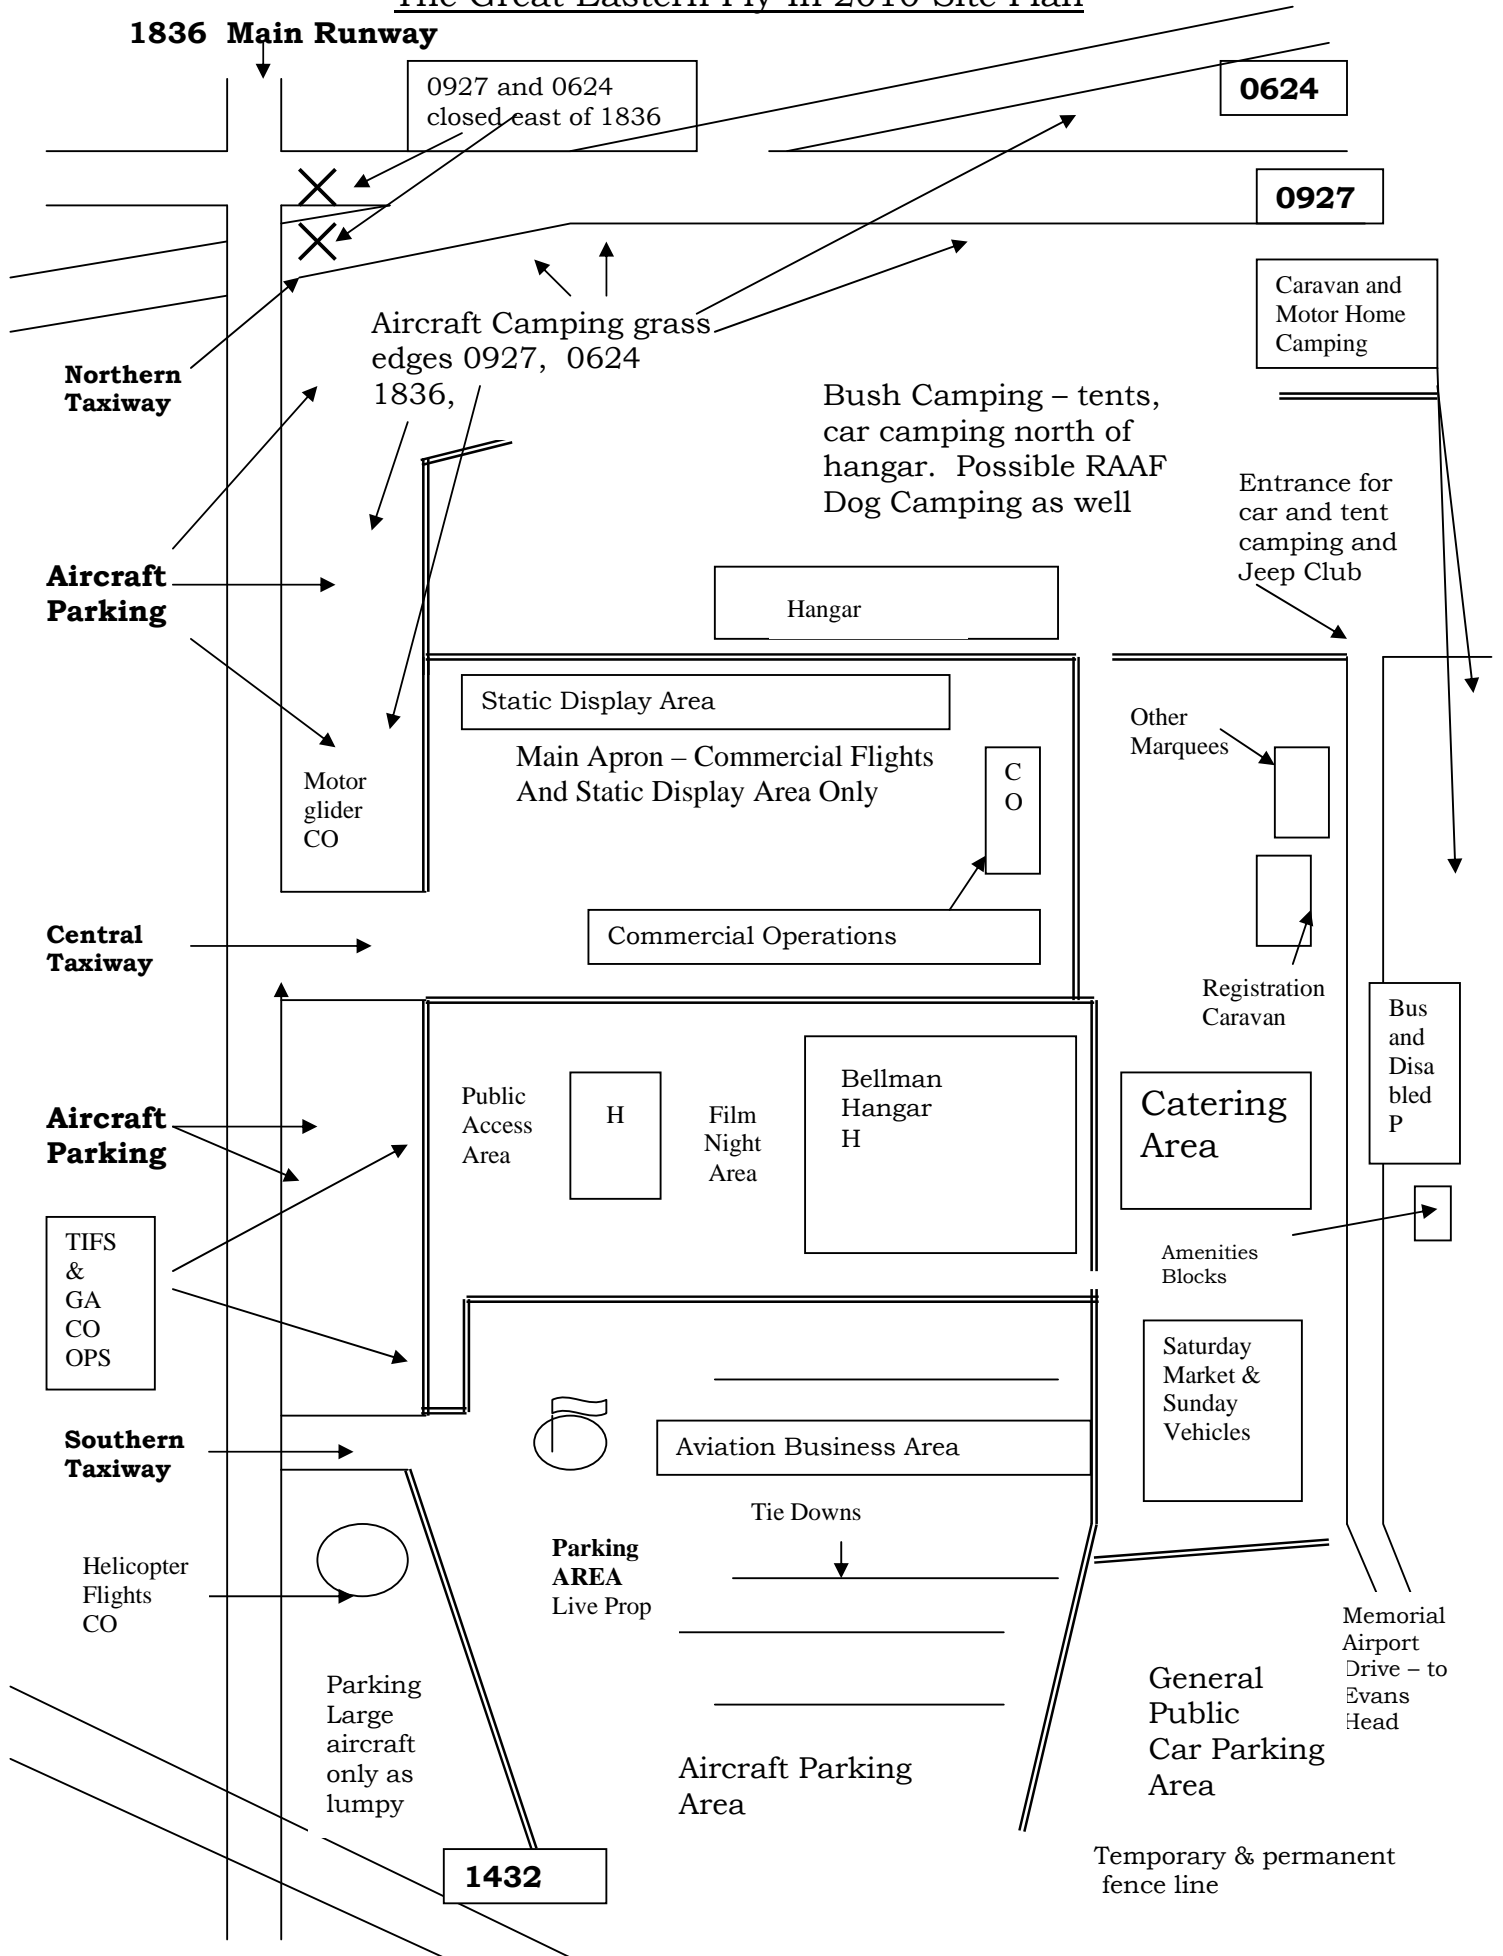 The Great Eastern Fly-In 2010 Site Plan
1836 Main Runway
0927 and 0624
closed east of 1836
0624
0927
Caravan and
Motor Home
Camping
Aircraft Camping grass
edges 0927, 0624
1836,
Northern
Taxiway
Bush Camping – tents,
car camping north of
hangar. Possible RAAF
Dog Camping as well
Entrance for
car and tent
camping and
Jeep Club
Aircraft
Parking
Hangar
Static Display Area
Main Apron – Commercial Flights
And Static Display Area Only
Other
Marquees
C
O
Motor
glider
CO
Commercial Operations
Central
Taxiway
Registration
Caravan
Bus
and
Disa
bled
P
Aircraft
Parking
Public
Access
Area
H
Film
Night
Area
Bellman
Hangar
H
Catering
Area
TIFS
&
GA
CO
OPS
Amenities
Blocks
Saturday
Market &
Sunday
Vehicles
Southern
Taxiway
Aviation Business Area
Tie Downs
Helicopter
Flights
CO
Parking
AREA
Live Prop
Memorial
Airport
Drive – to
Evans
Head
Parking
Large
aircraft
only as
lumpy
General
Public
Car Parking
Area
Aircraft Parking
Area
1432
Temporary & permanent
fence line